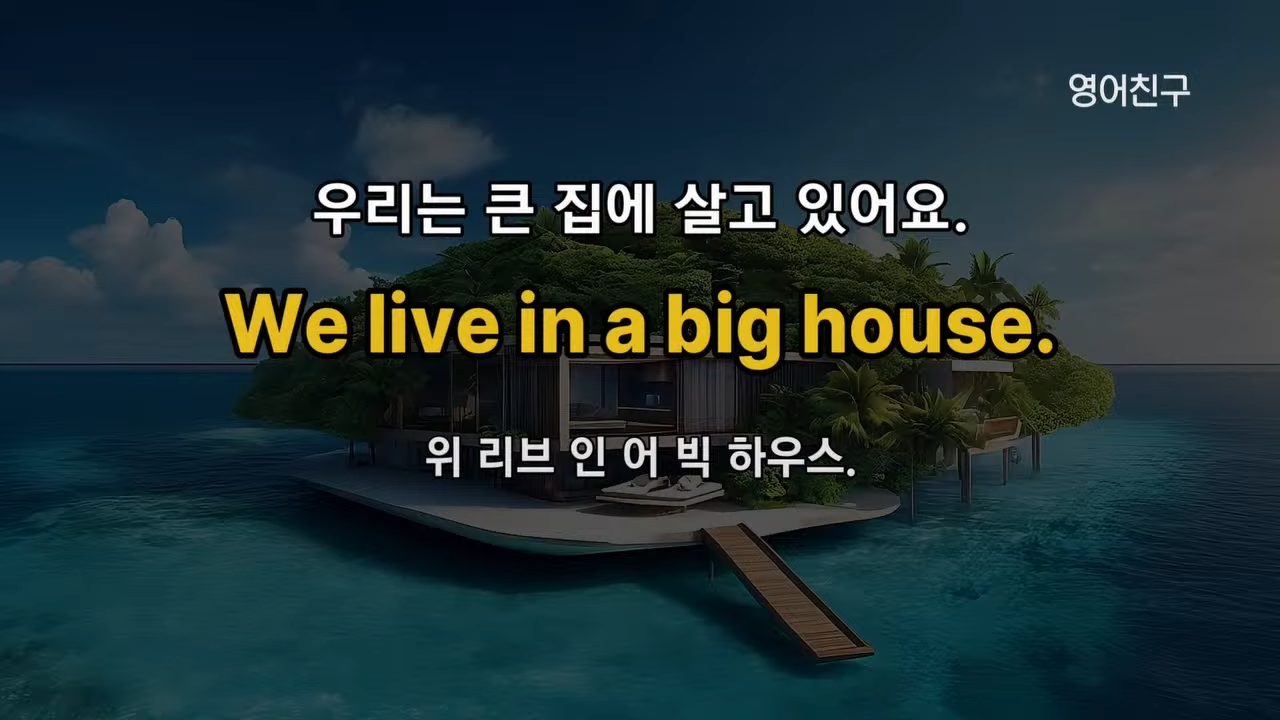 영어친구
우리는 큰 집에 살고 있어요.
We live in a big house.
위 리브 인 어 빅 하우스.